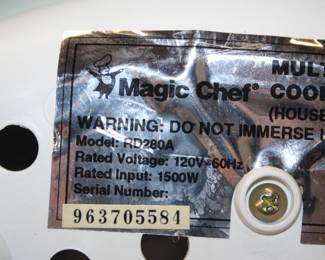 MULT
Magic Chef® COO
(HOUSE
WARNING: DO NOT IMMERSE
Model: RD280A
Rated Voltage: 120V~60Hz
Rated Input: 1500W
Serial Number:
963705584